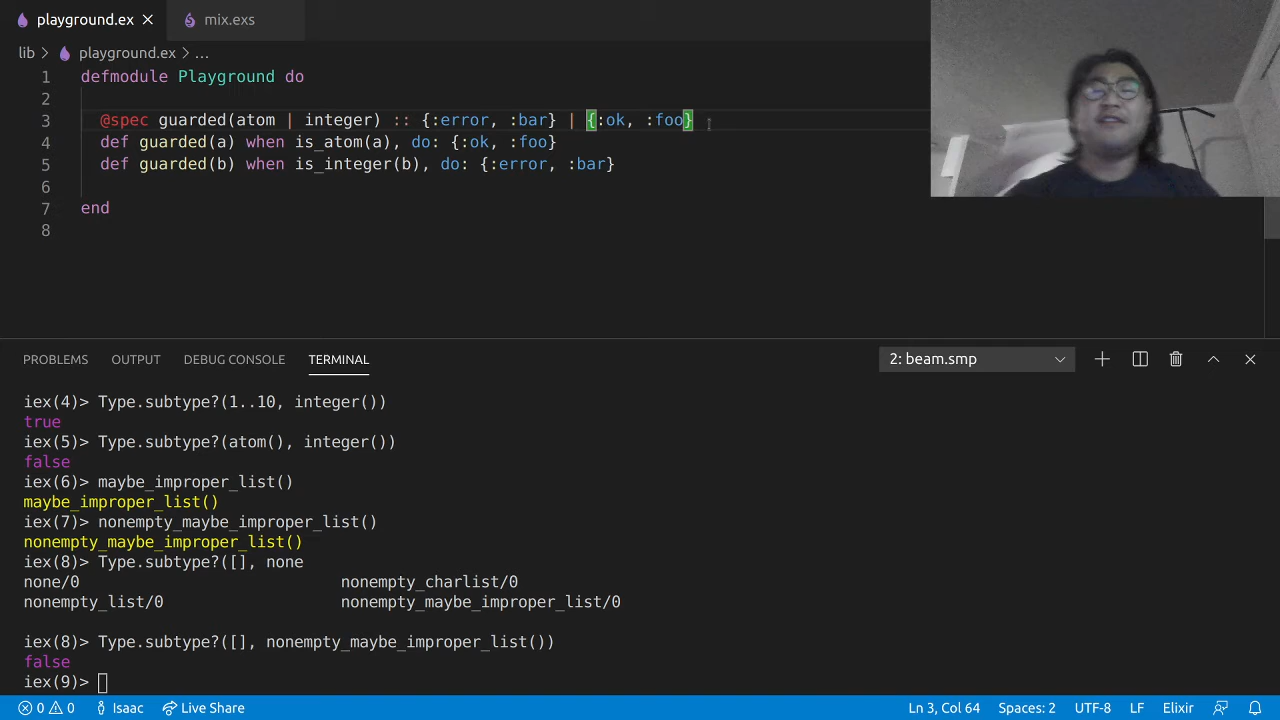 playground.ex
mix.exs
lib > playground.ex > ...
1 defmodule Playground do
2
3 @spec guarded(atom | integer) :: {:error, :bar} | {:ok, :foo}
4 def guarded(a) when is_atom(a), do: {:ok, :foo}
5 def guarded(b) when is_integer(b), do: {:error, :bar}
6
7 end
8
PROBLEMS OUTPUT DEBUG CONSOLE TERMINAL 2: beam.smp
iex(4)> Type.subtype?(1..10, integer())
true
iex(5)> Type.subtype?(atom(), integer())
false
iex(6)> maybe_improper_list()
maybe_improper_list()
iex(7)> nonempty_maybe_improper_list()
nonempty_maybe_improper_list()
iex(8)> Type.subtype?([], none
none/0 nonempty_charlist/0
nonempty_list/0 nonempty_maybe_improper_list/0
iex(8)> Type.subtype?([], nonempty_maybe_improper_list())
false
iex(9)>
0 0 Isaac Live Share Ln 3, Col 64 Spaces: 2 UTF-8 LF Elixir